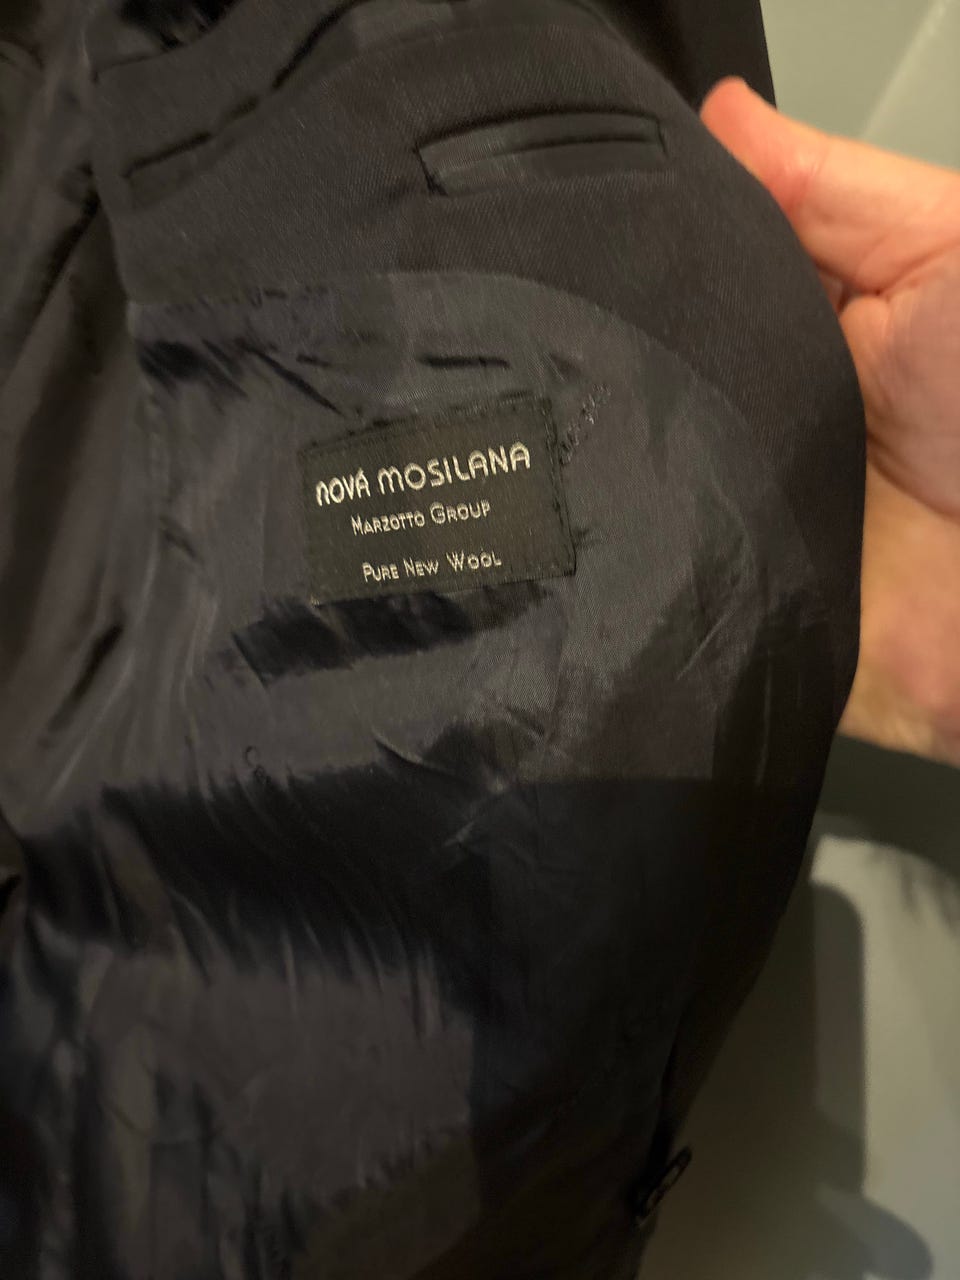 NOVÁ MOSILANA
MARZOTTO GROUP
PURE NEW WOOL